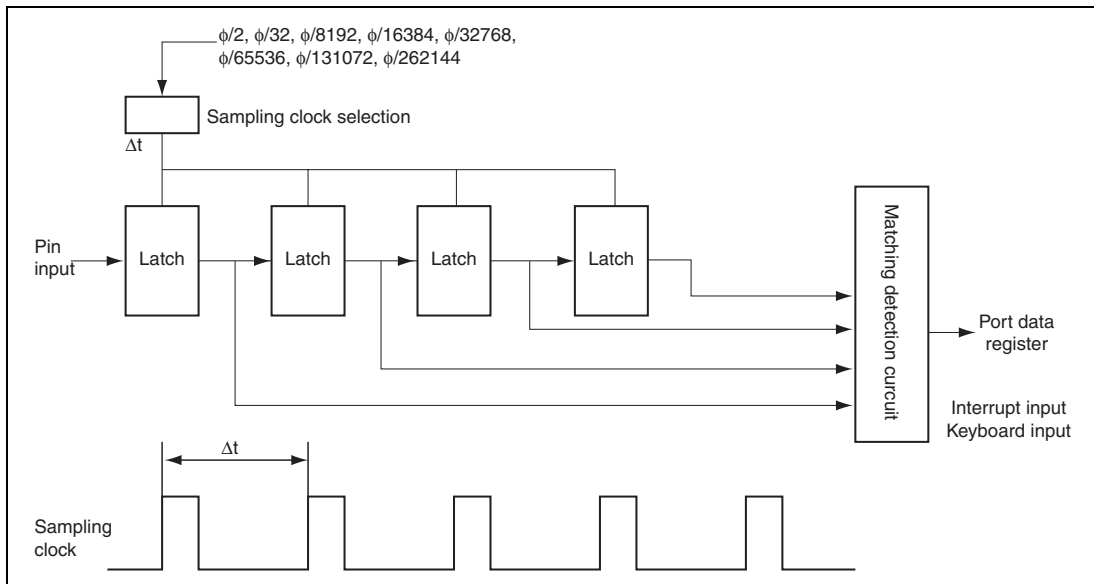 ϕ/2, ϕ/32, ϕ/8192, ϕ/16384, ϕ/32768,
ϕ/65536, ϕ/131072, ϕ/262144
Sampling clock selection
Δt
Pin
input
Latch
Latch
Latch
Latch
Matching detection curcuit
Port data
register
Interrupt input
Keyboard input
Δt
Sampling
clock